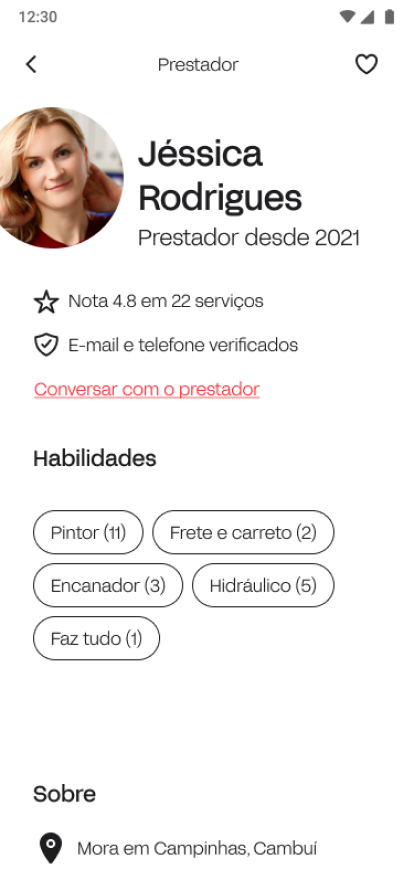 12:30
Prestador
Jéssica
Rodrigues
Prestador desde 2021
Nota 4.8 em 22 serviços
E-mail e telefone verificados
Conversar com o prestador
Habilidades
Pintor (11)
Frete e carreto (2)
Encanador (3)
Hidráulico (5)
Faz tudo (1)
Sobre
Mora em Campinhas, Cambuí